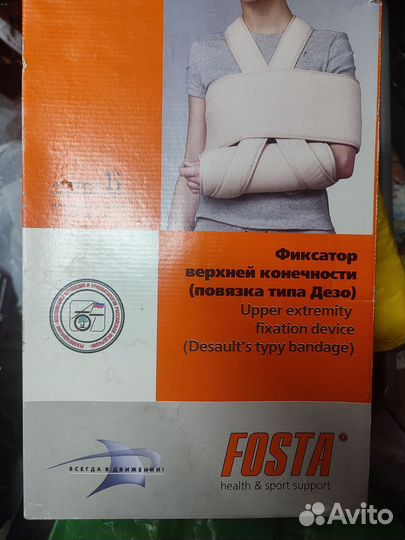 Фиксатор
верхней конечности
(повязка типа Дезо)
Upper extremity
fixation device
(Desault's typy bandage)
ВСЕГДА В ДВИЖЕНИИ!
FOSTA®
health & sport support
Avito